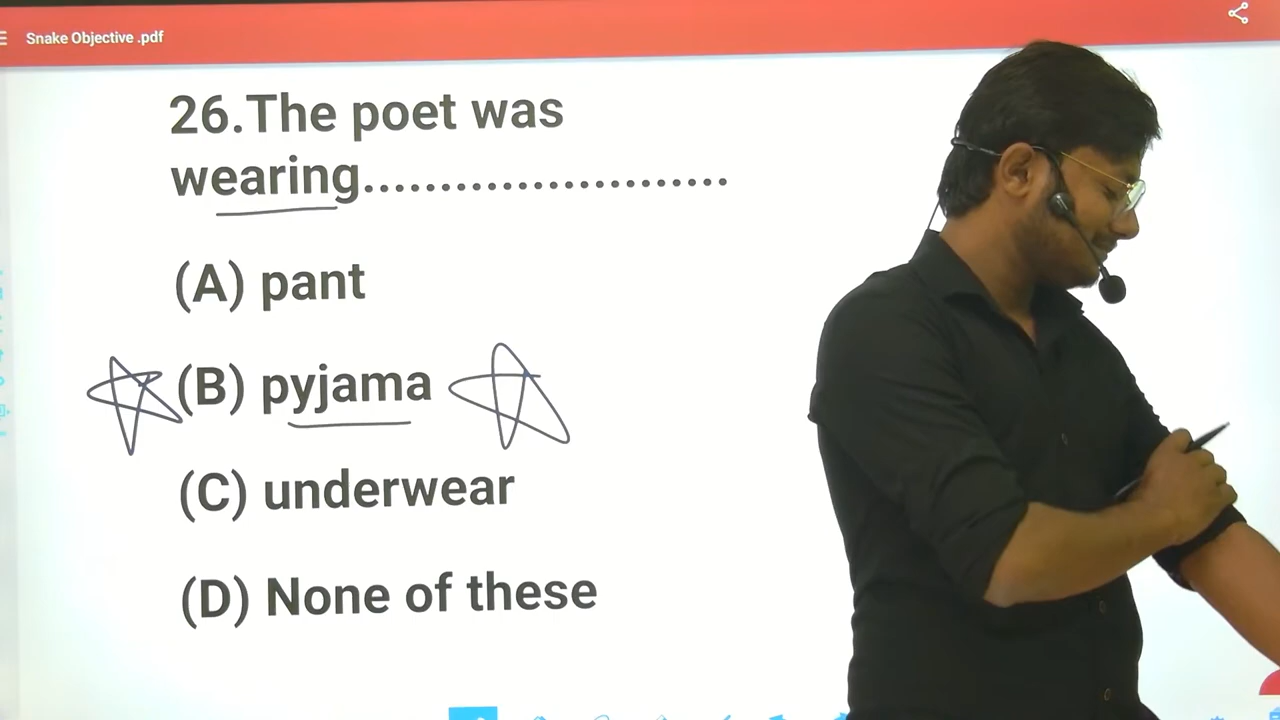 Snake Objective .pdf
26.The poet was
wearing........................
(A) pant
(B) pyjama
(C) underwear
(D) None of these